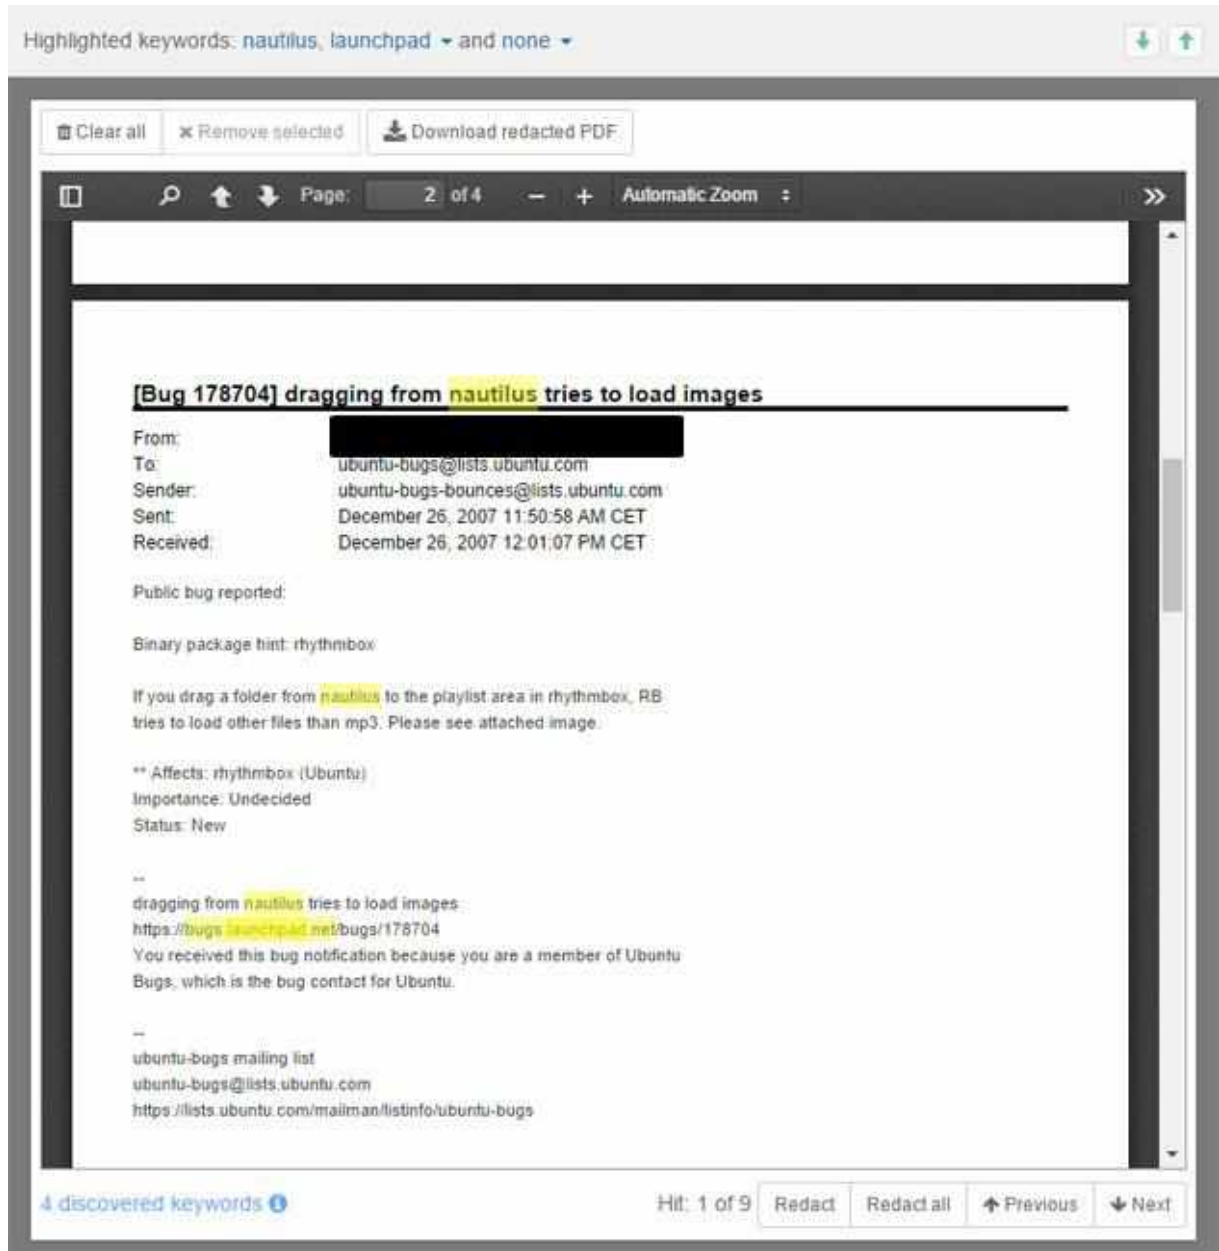 Highlighted keywords: nautilus, launchpad and none
Clear all Remove selected Download redacted PDF
Page: 2 of 4 Automatic Zoom
[Bug 178704] dragging from nautilus tries to load images
From:
To: ubuntu-bugs@lists.ubuntu.com
Sender: ubuntu-bugs-bounces@lists.ubuntu.com
Sent: December 26, 2007 11:50:58 AM CET
Received: December 26, 2007 12:01:07 PM CET
Public bug reported:
Binary package hint: rhythmbox
If you drag a folder from nautilus to the playlist area in rhythmbox, RB
tries to load other files than mp3. Please see attached image.
** Affects: rhythmbox (Ubuntu)
Importance: Undecided
Status: New
--
dragging from nautilus tries to load images
https://bugs.launchpad.net/bugs/178704
You received this bug notification because you are a member of Ubuntu
Bugs, which is the bug contact for Ubuntu.
--
ubuntu-bugs mailing list
ubuntu-bugs@lists.ubuntu.com
https://lists.ubuntu.com/mailman/listinfo/ubuntu-bugs
4 discovered keywords Hit: 1 of 9 Redact Redact all Previous Next